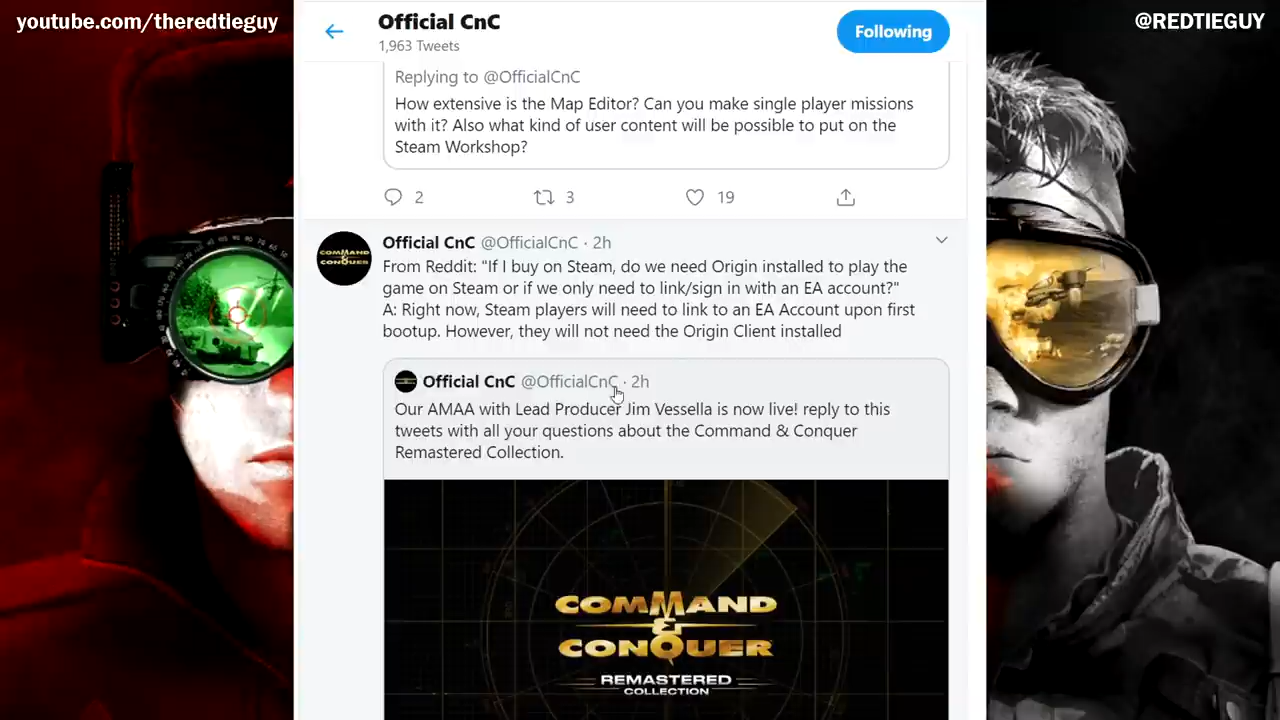 youtube.com/theredtieguy
@REDTIEGUY
Official CnC
1,963 Tweets
Following
Replying to @OfficialCnC
How extensive is the Map Editor? Can you make single player missions
with it? Also what kind of user content will be possible to put on the
Steam Workshop?
2 3 19
COMMAND & CONQUER
Official CnC @OfficialCnC · 2h
From Reddit: "If I buy on Steam, do we need Origin installed to play the
game on Steam or if we only need to link/sign in with an EA account?"
A: Right now, Steam players will need to link to an EA Account upon first
bootup. However, they will not need the Origin Client installed
Official CnC @OfficialCnC · 2h
Our AMAA with Lead Producer Jim Vessella is now live! reply to this
tweets with all your questions about the Command & Conquer
Remastered Collection.
COMMAND
&
CONQUER
REMASTERED
COLLECTION